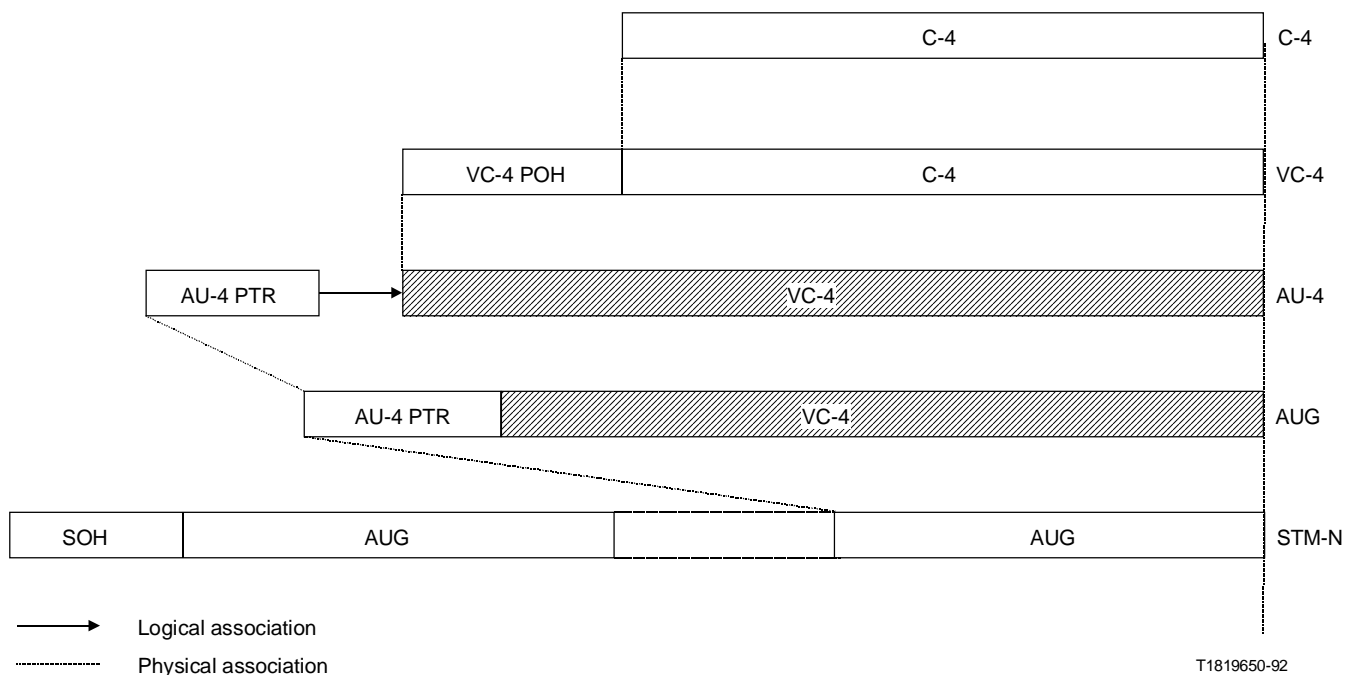 C-4 C-4
VC-4 POH C-4 VC-4
AU-4 PTR VC-4 AU-4
AU-4 PTR VC-4 AUG
SOH AUG AUG STM-N
Logical association
Physical association
T1819650-92